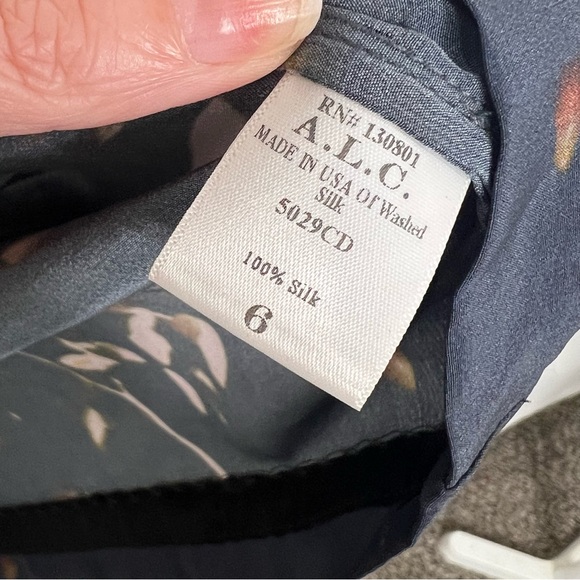 RN# 130801
A.L.C.
MADE IN USA Of Washed
Silk
5029CD
100% Silk
6